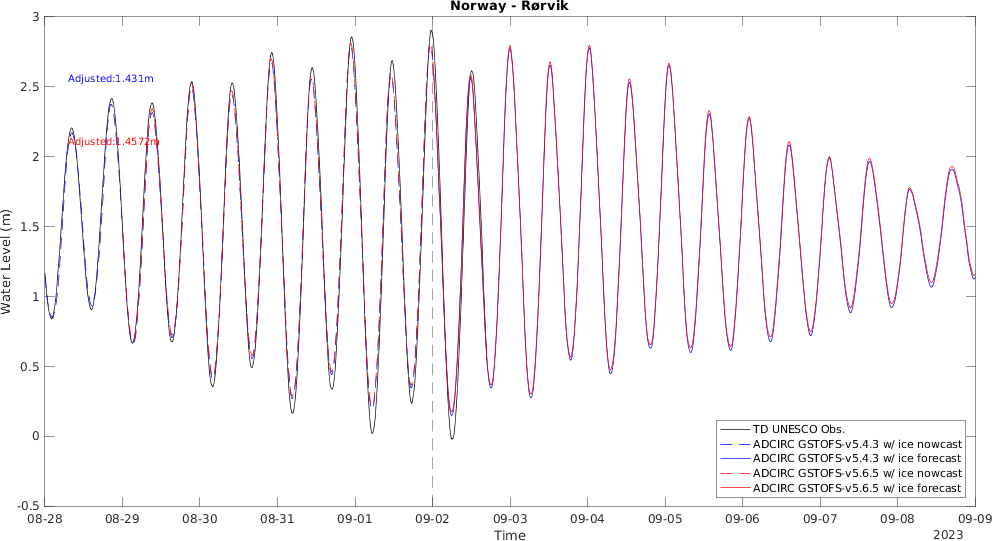 Norway - Rørvik
3
2.5
2
1.5
1
0.5
0
-0.5
Water Level (m)
Adjusted:1.431m
Adjusted:1.4572m
TD UNESCO Obs.
ADCIRC GSTOFS-v5.4.3 w/ ice nowcast
ADCIRC GSTOFS-v5.4.3 w/ ice forecast
ADCIRC GSTOFS-v5.6.5 w/ ice nowcast
ADCIRC GSTOFS-v5.6.5 w/ ice forecast
08-28 08-29 08-30 08-31 09-01 09-02 09-03 09-04 09-05 09-06 09-07 09-08 09-09
Time
2023